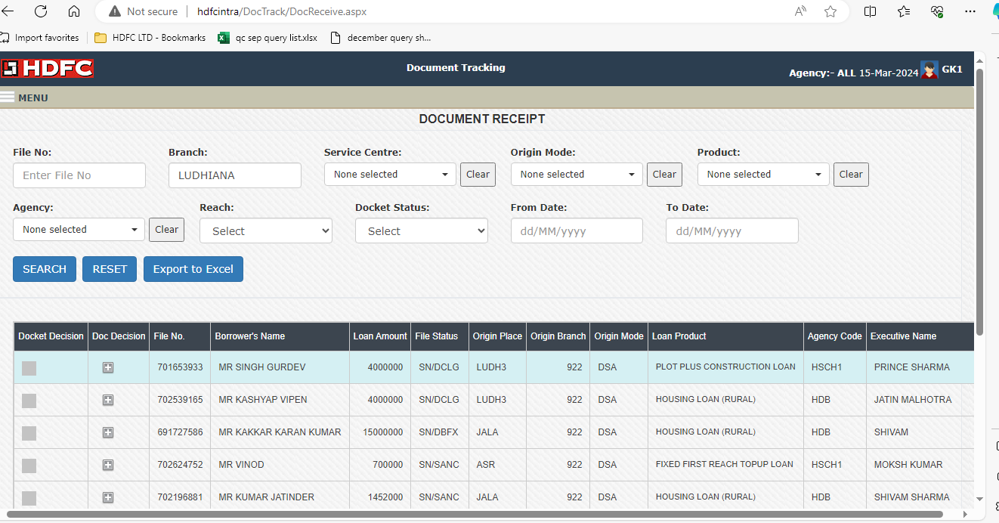 Not secure hdfcintra/DocTrack/DocReceive.aspx
Import favorites HDFC LTD - Bookmarks qc sep query list.xlsx december query sh...
HDFC Document Tracking Agency:- ALL 15-Mar-2024 GK1
MENU
DOCUMENT RECEIPT
File No: Branch: Service Centre: Origin Mode: Product:
Enter File No LUDHIANA None selected Clear None selected Clear None selected Clear
Agency: Reach: Docket Status: From Date: To Date:
None selected Clear Select Select dd/MM/yyyy dd/MM/yyyy
SEARCH RESET Export to Excel
Docket Decision Doc Decision File No. Borrower's Name Loan Amount File Status Origin Place Origin Branch Origin Mode Loan Product Agency Code Executive Name
701653933 MR SINGH GURDEV 4000000 SN/DCLG LUDH3 922 DSA PLOT PLUS CONSTRUCTION LOAN HSCH1 PRINCE SHARMA
702539165 MR KASHYAP VIPEN 4000000 SN/DCLG LUDH3 922 DSA HOUSING LOAN (RURAL) HDB JATIN MALHOTRA
691727586 MR KAKKAR KARAN KUMAR 15000000 SN/DBFX JALA 922 DSA HOUSING LOAN (RURAL) HDB SHIVAM
702624752 MR VINOD 700000 SN/SANC ASR 922 DSA FIXED FIRST REACH TOPUP LOAN HSCH1 MOKSH KUMAR
702196881 MR KUMAR JATINDER 1452000 SN/SANC JALA 922 DSA HOUSING LOAN (RURAL) HDB SHIVAM SHARMA